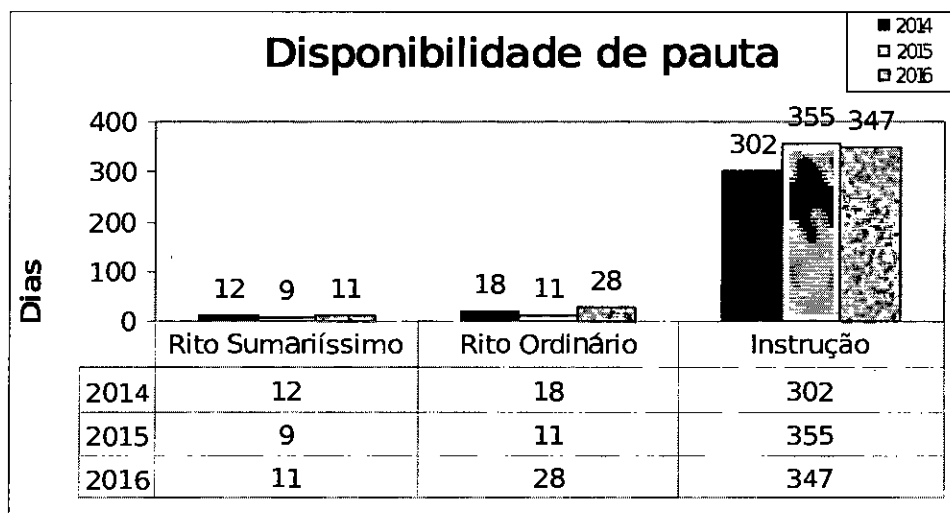 Disponibilidade de pauta
2014
2015
2016
400
300
200
100
0
Dias
12 9 11
18 11 28
302 355 347
Rito Sumariíssimo Rito Ordinário Instrução
2014 12 18 302
2015 9 11 355
2016 11 28 347